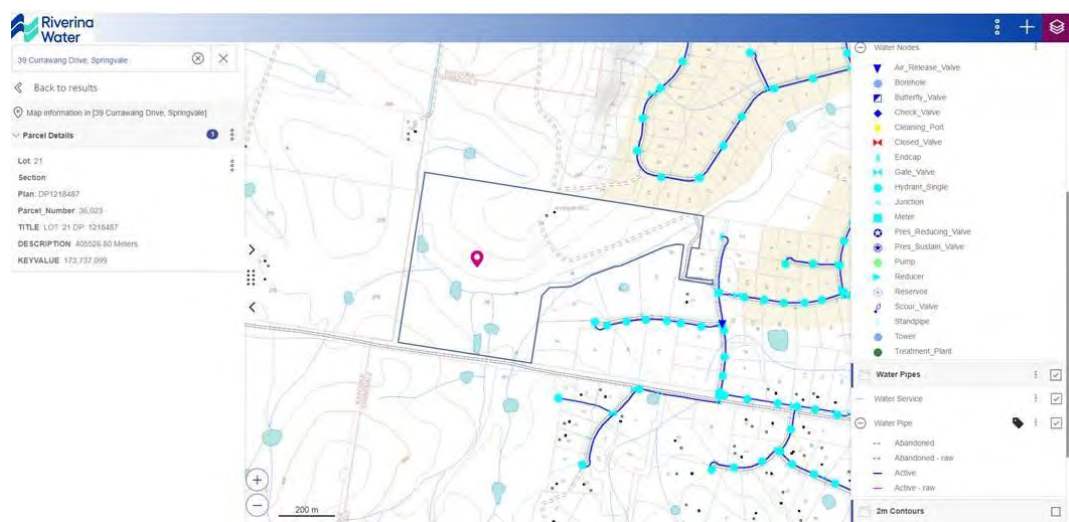 Riverina
Water
39 Currawang Drive, Springvale
Back to results
Map information in [39 Currawang Drive, Springvale]
Parcel Details
1
Lot: 21
Section
Plan: DP1218487
Parcel_Number: 36,023
TITLE: LOT: 21 DP: 1218487
DESCRIPTION: 405526.80 Meters
KEYVALUE: 173,737,099
200 m
Water Nodes
Air_Release_Valve
Borehole
Butterfly_Valve
Check_Valve
Cleaning_Port
Closed_Valve
Endcap
Gate_Valve
Hydrant_Single
Junction
Meter
Pres_Reducing_Valve
Pres_Sustain_Valve
Pump
Reducer
Reservoir
Scour_Valve
Standpipe
Tower
Treatment_Plant
Water Pipes
Water Service
Water Pipe
Abandoned
Abandoned - raw
Active
Active - raw
2m Contours